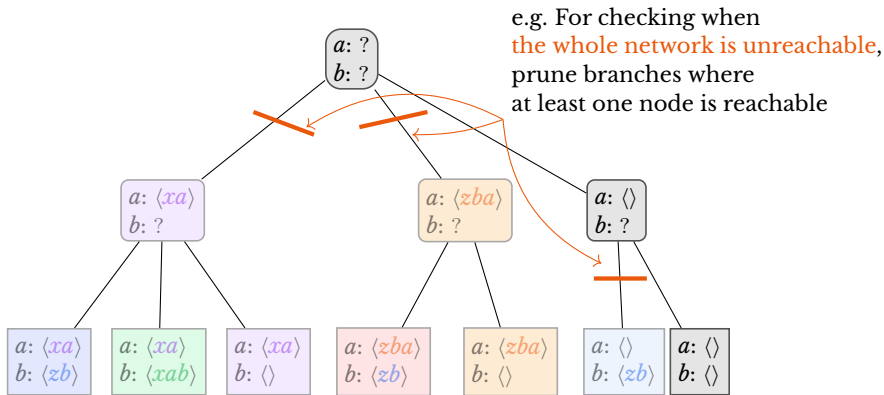 e.g. For checking when
the whole network is unreachable,
prune branches where
at least one node is reachable
a: ?
b: ?
a: ⟨xa⟩
b: ?
a: ⟨zba⟩
b: ?
a: ⟨⟩
b: ?
a: ⟨xa⟩
b: ⟨zb⟩
a: ⟨xa⟩
b: ⟨xab⟩
a: ⟨xa⟩
b: ⟨⟩
a: ⟨zba⟩
b: ⟨zb⟩
a: ⟨zba⟩
b: ⟨⟩
a: ⟨⟩
b: ⟨zb⟩
a: ⟨⟩
b: ⟨⟩